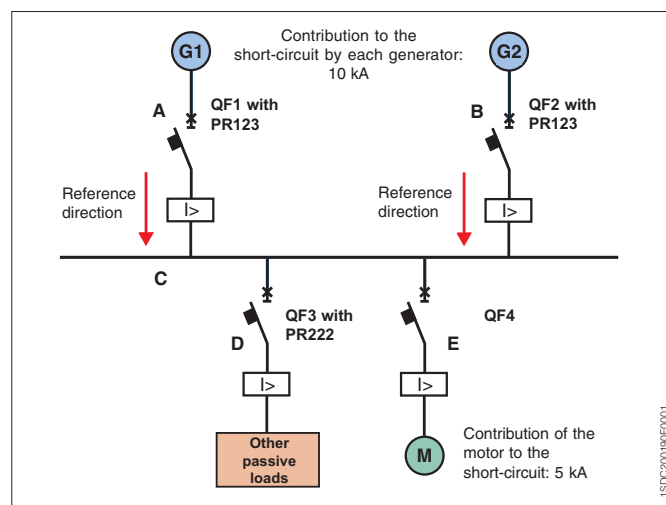 G1
Contribution to the
short-circuit by each generator:
10 kA
G2
A
QF1 with
PR123
B
QF2 with
PR123
Reference
direction
I>
Reference
direction
I>
C
QF3 with
PR222
QF4
D
E
I>
I>
Other
passive
loads
M
Contribution of the
motor to the
short-circuit: 5 kA
1SDC200190F0001